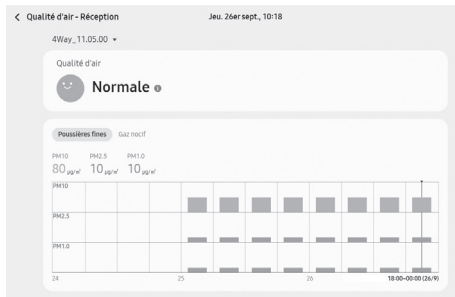 Qualité d'air - Réception
Jeu. 26er sept., 10:18
4Way_11.05.00
Qualité d'air
Normale
Poussières fines Gaz nocif
PM10 PM2.5 PM1.0
80 µg/㎥ 10 µg/㎥ 10 µg/㎥
PM10
PM2.5
PM1.0
24 25 26 18:00~00:00 (26/9)